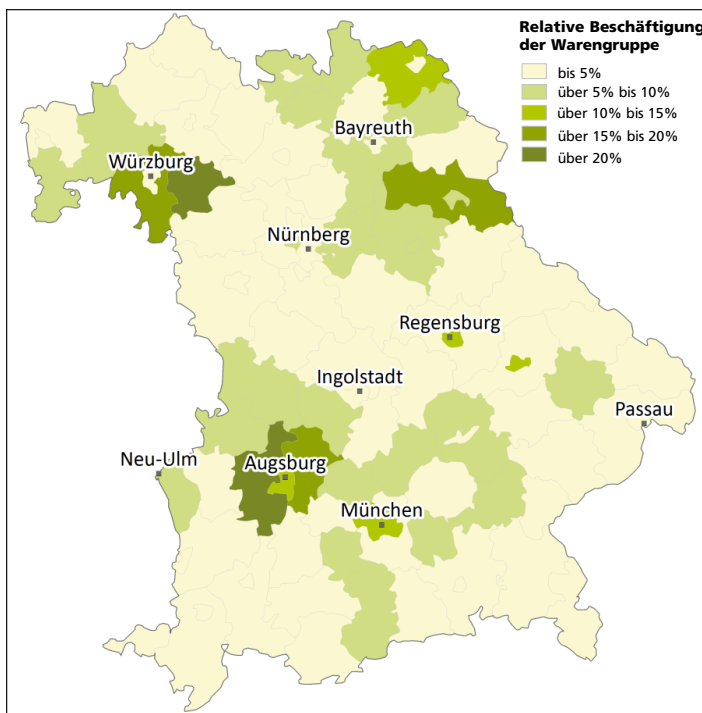 Relative Beschäftigung
der Warengruppe
bis 5%
über 5% bis 10%
über 10% bis 15%
über 15% bis 20%
über 20%
Bayreuth
Würzburg
Nürnberg
Regensburg
Ingolstadt
Passau
Neu-Ulm
Augsburg
München